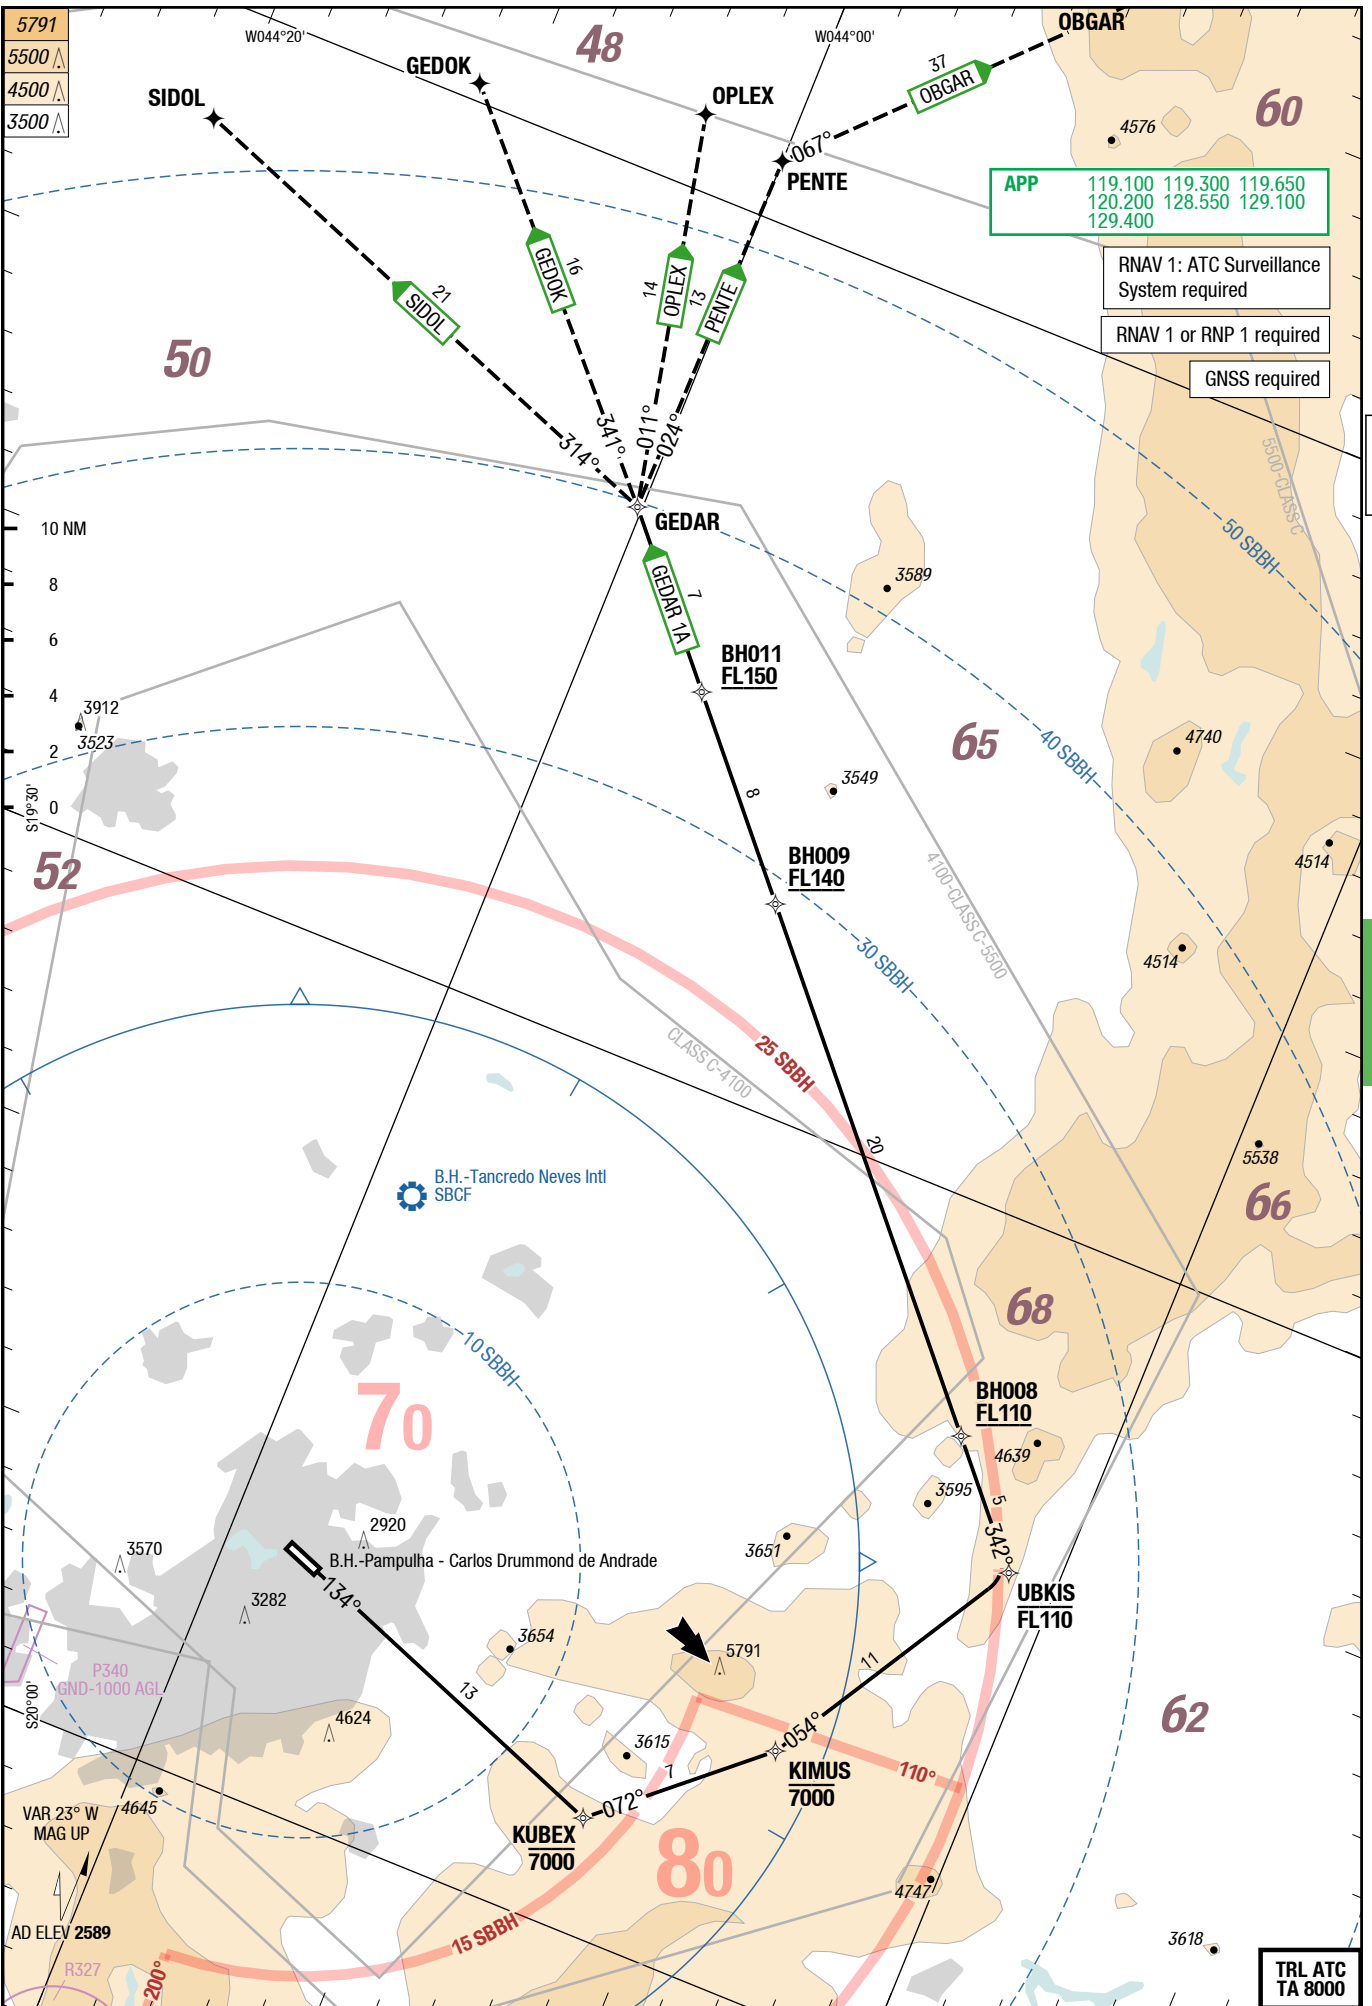 5791
5500
4500
3500
W044°20'
48
W044°00'
OBGAR
GEDOK
SIDOL
OPLEX
37
OBGAR
60
4576
067°
PENTE
APP 119.100 119.300 119.650
120.200 128.550 129.100
129.400
RNAV 1: ATC Surveillance
System required
RNAV 1 or RNP 1 required
GNSS required
16
GEDOK
14
OPLEX
13
PENTE
21
SIDOL
50
314°
341°
011°
024°
5500-CLASS C
GEDAR
50 SBBH
10 NM
8
6
4
2
0
7
GEDAR 1A
3589
BH011
FL150
3912
3523
65
40 SBBH
4740
8
3549
S19°30'
52
BH009
FL140
4514
4100-CLASS C-5500
30 SBBH
4514
CLASS C-4100
25 SBBH
20
5538
66
B.H.-Tancredo Neves Intl
SBCF
68
10 SBBH
70
BH008
FL110
4639
3595
5
342°
2920
3651
3570
B.H.-Pampulha - Carlos Drummond de Andrade
134°
UBKIS
FL110
3282
3654
5791
P340
GND-1000 AGL
11
13
S20°00'
62
4624
054°
3615
7
KIMUS
7000
110°
4645
072°
VAR 23° W
MAG UP
KUBEX
7000
80
4747
AD ELEV 2589
15 SBBH
3618
R327
200°
TRL ATC
TA 8000